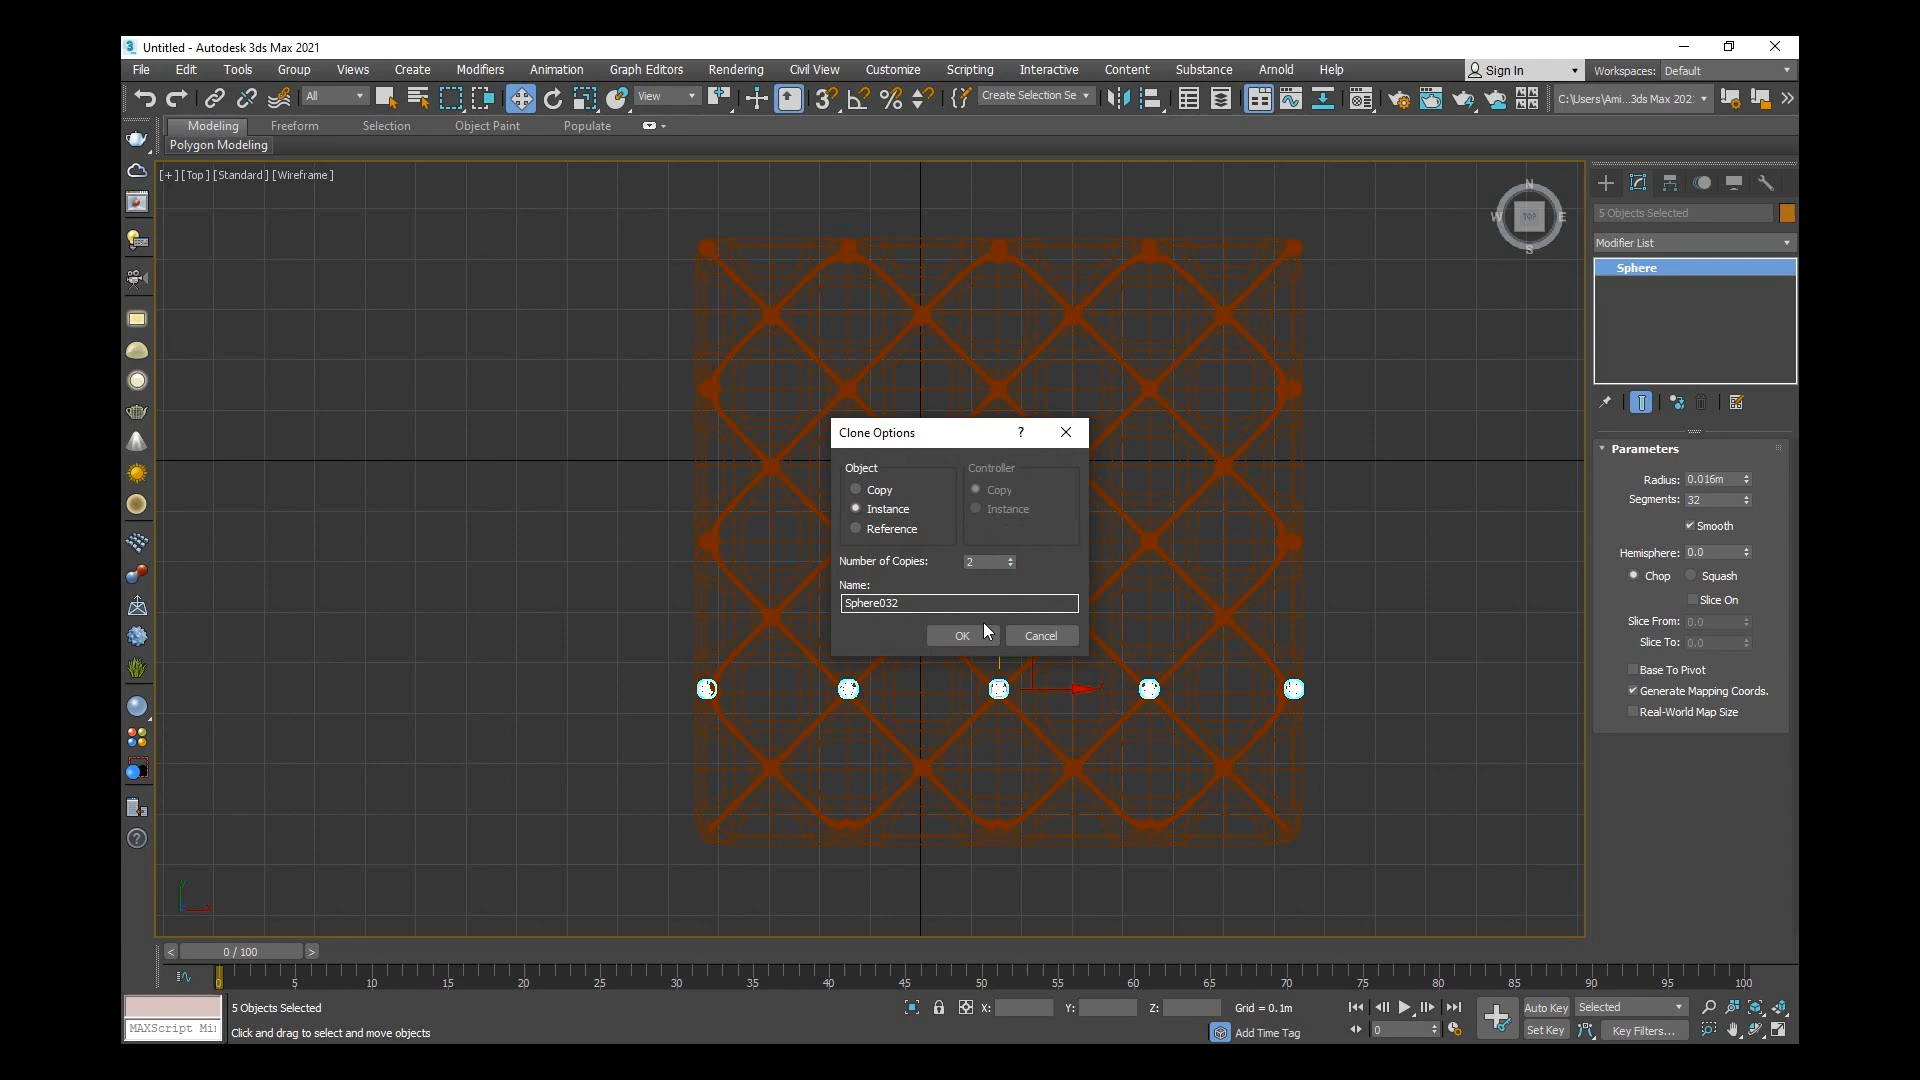 Untitled - Autodesk 3ds Max 2021
File Edit Tools Group Views Create Modifiers Animation Graph Editors Rendering Civil View Customize Scripting Interactive Content Substance Arnold Help Sign In Workspaces: Default
All View Create Selection Se C:\Users\Ami...3ds Max 202
Modeling Freeform Selection Object Paint Populate
Polygon Modeling
[+] [Top] [Standard] [Wireframe]
N
W TOP E
S
5 Objects Selected
Modifier List
Sphere
Clone Options ?
Object Controller
Copy Copy
Instance Instance
Reference
Number of Copies: 2
Name:
Sphere032
OK Cancel
Parameters
Radius: 0.016m
Segments: 32
Smooth
Hemisphere: 0.0
Chop Squash
Slice On
Slice From: 0.0
Slice To: 0.0
Base To Pivot
Generate Mapping Coords.
Real-World Map Size
< 0 / 100 >
0 5 10 15 20 25 30 35 40 45 50 55 60 65 70 75 80 85 90 95 100
5 Objects Selected X: Y: Z: Grid = 0.1m Auto Key Selected
MAXScript Mi Click and drag to select and move objects Add Time Tag 0 Set Key Key Filters...